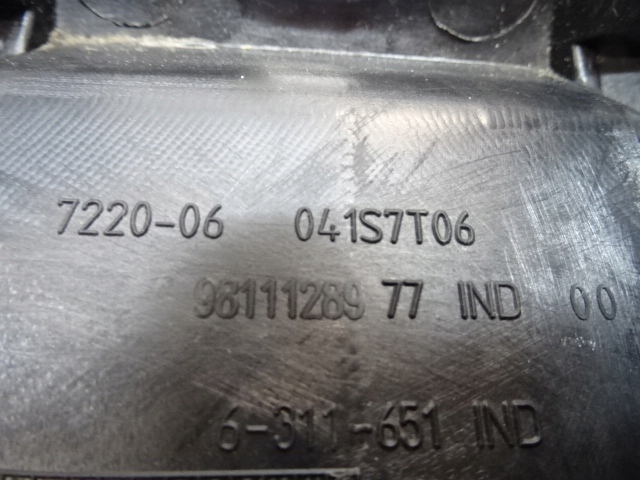 7220-06 041S7T06
98111289 77 IND 00
6-311-651 IND